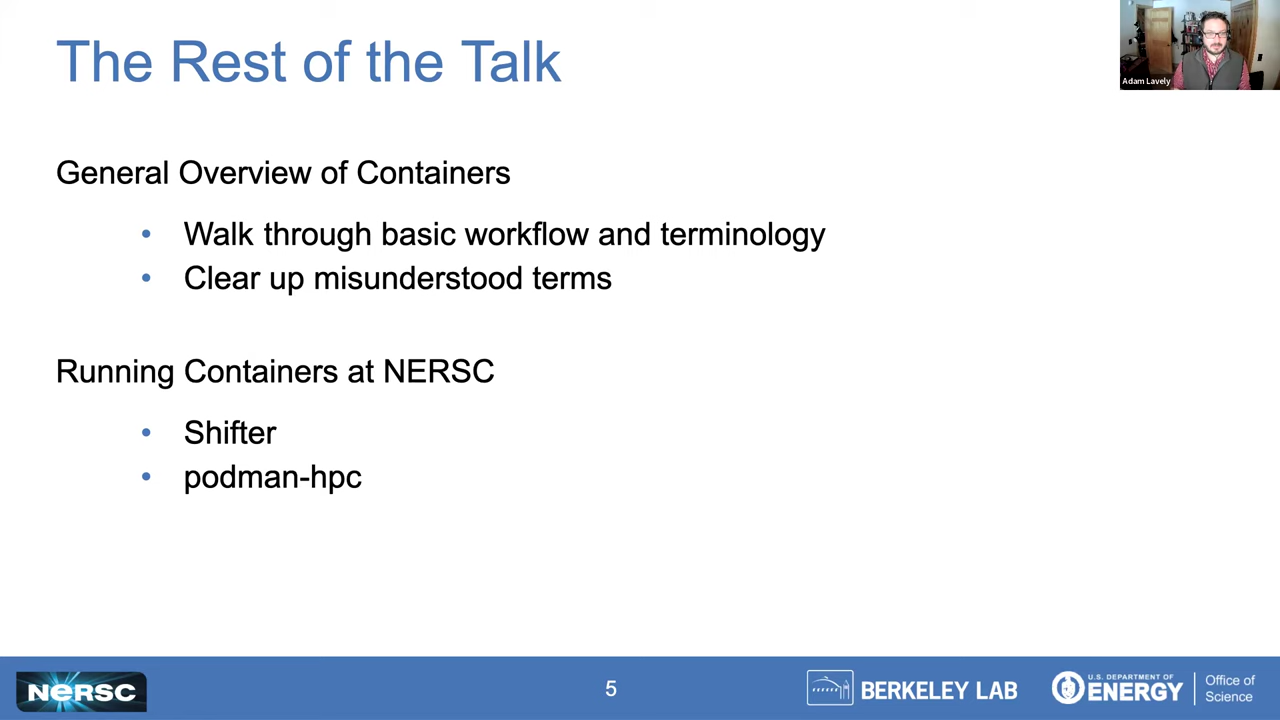 The Rest of the Talk
Adam Lavely
General Overview of Containers
• Walk through basic workflow and terminology
• Clear up misunderstood terms
Running Containers at NERSC
• Shifter
• podman-hpc
NERSC
5
BERKELEY LAB
U.S. DEPARTMENT OF
ENERGY
Office of
Science